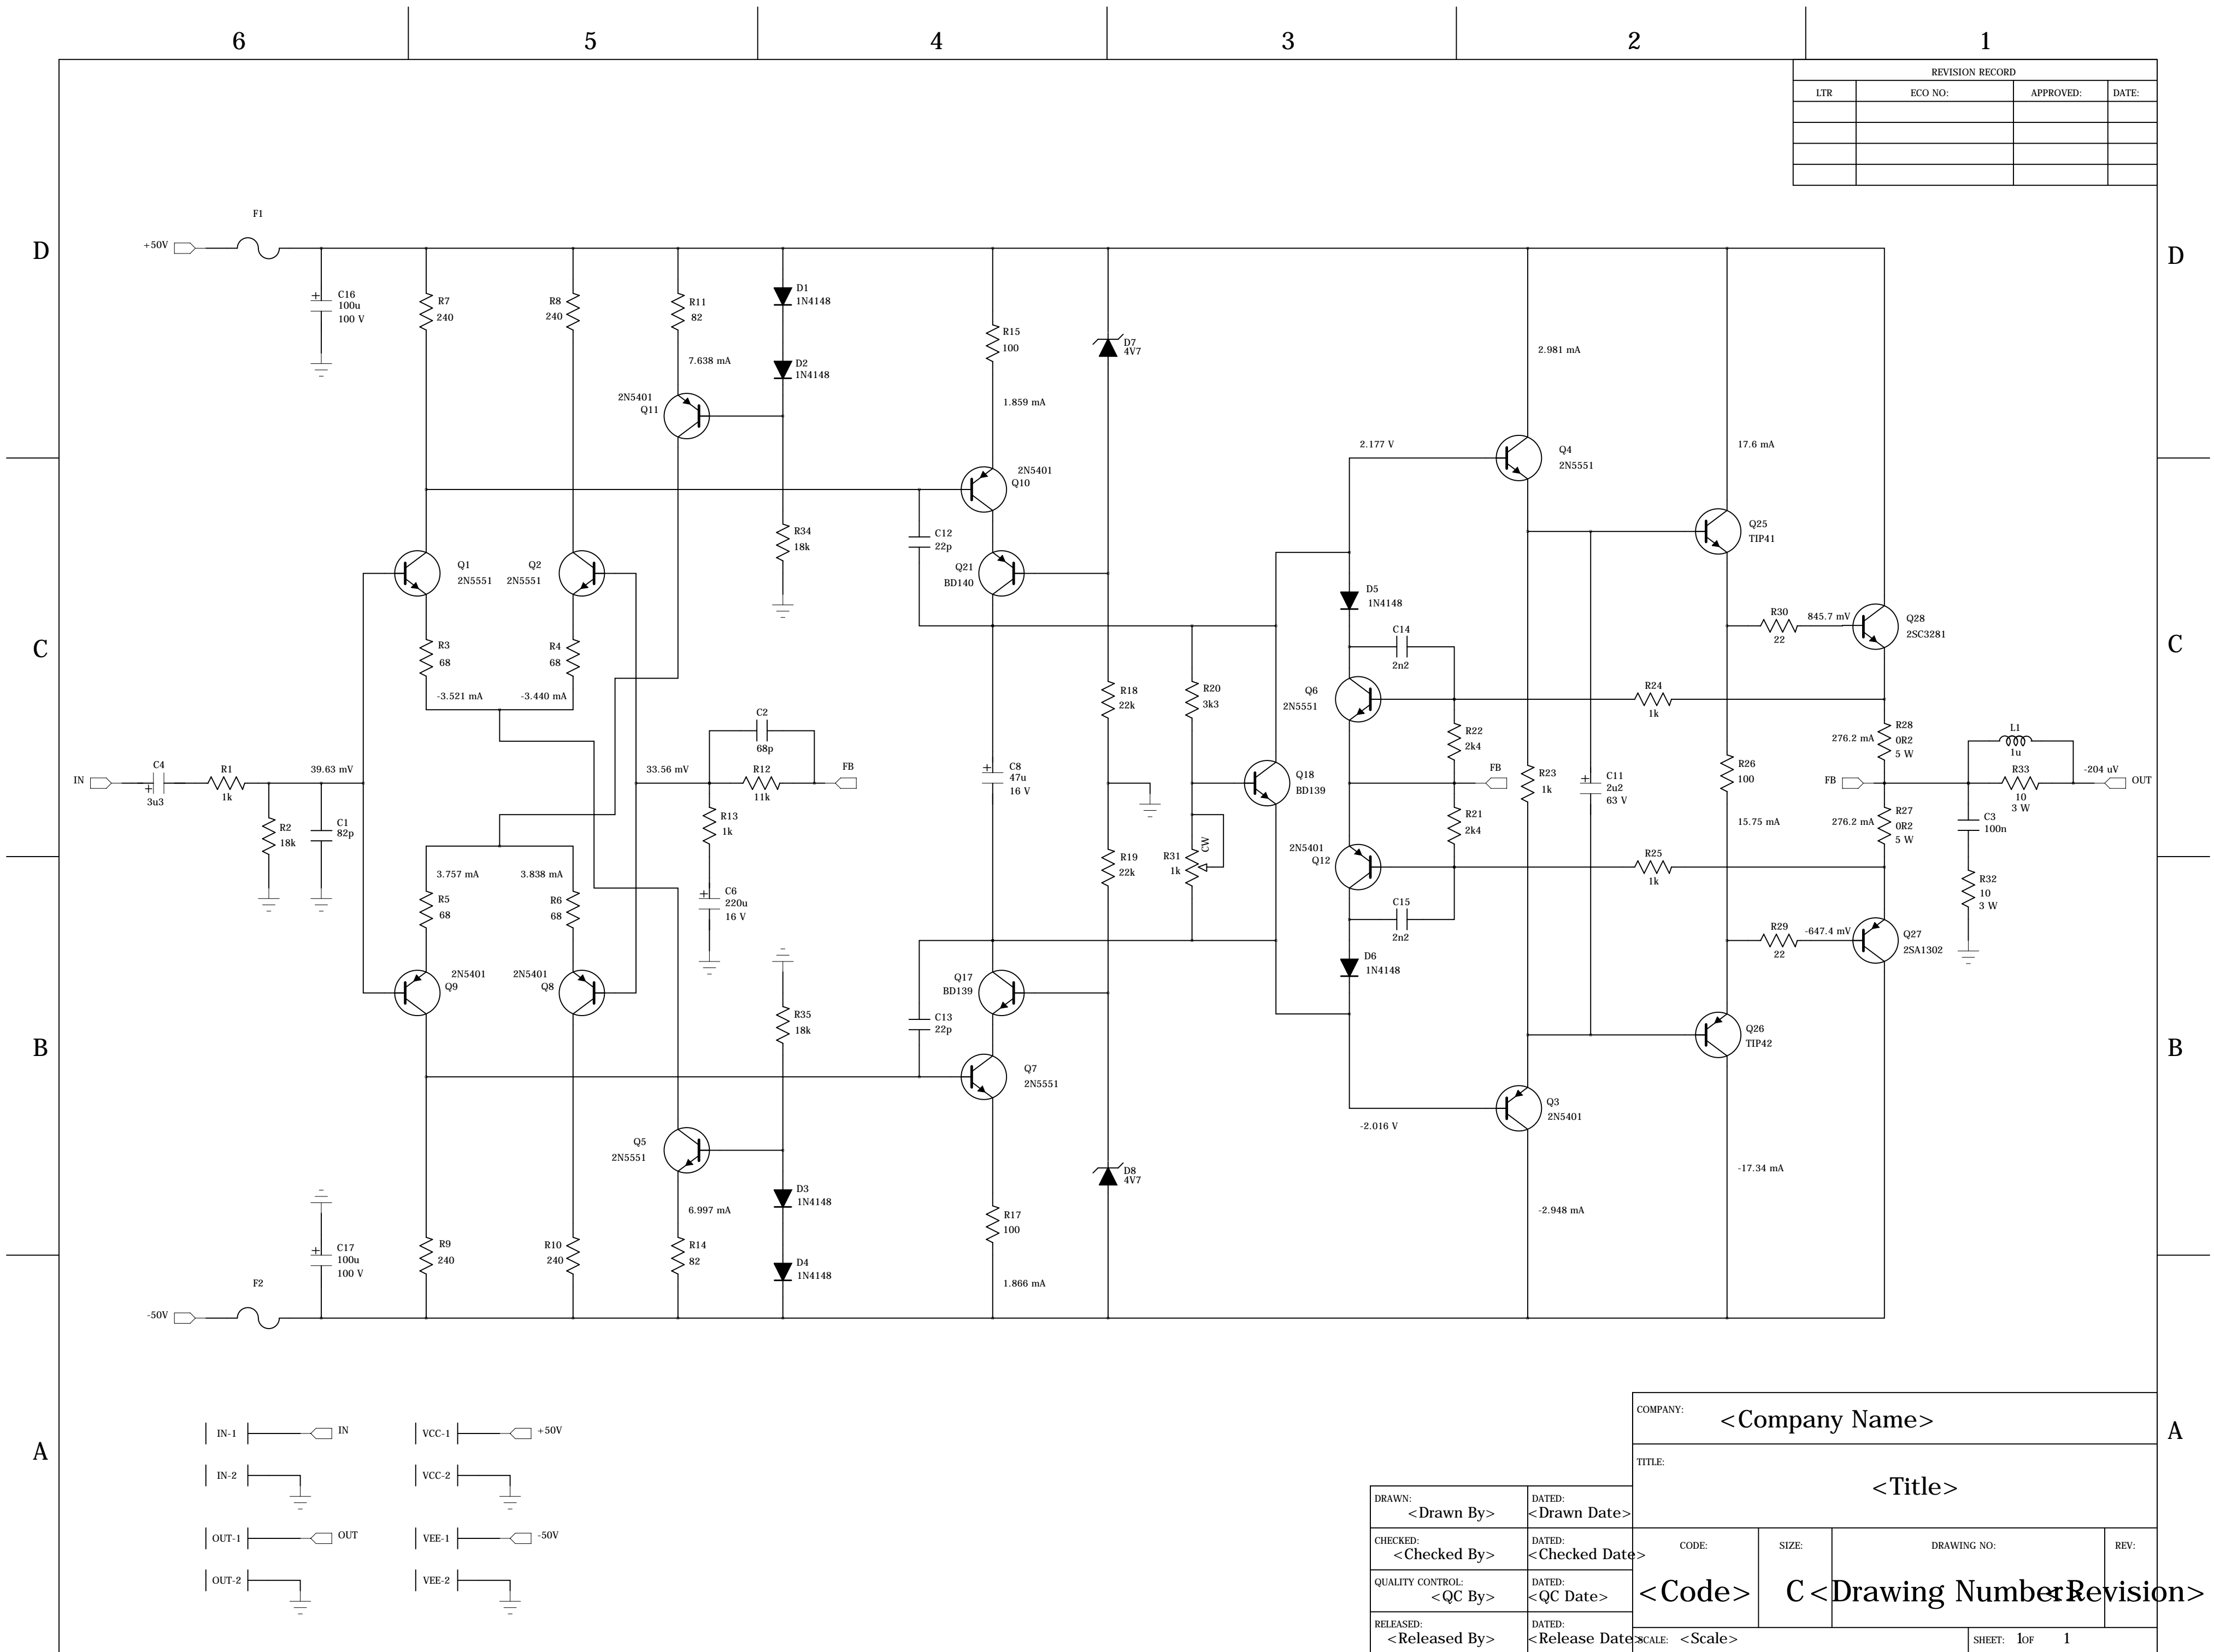 6 5 4 3 2 1
REVISION RECORD
LTR ECO NO: APPROVED: DATE:
D D
F1
+50V
C16
100u
100 V
R7
240
R8
240
R11
82
7.638 mA
D1
1N4148
D2
1N4148
2N5401
Q11
R15
100
1.859 mA
D7
4V7
2.981 mA
17.6 mA
2.177 V
Q4
2N5551
2N5401
Q10
R34
18k
C12
22p
Q21
BD140
Q25
TIP41
Q1
2N5551
Q2
2N5551
D5
1N4148
R30
22
845.7 mV
Q28
2SC3281
C C
R3
68
R4
68
C14
2n2
-3.521 mA
-3.440 mA
R18
22k
R20
3k3
Q6
2N5551
R24
1k
C2
68p
R22
2k4
276.2 mA
R28
0R2
5 W
L1
1u
IN
C4
3u3
R1
1k
39.63 mV
33.56 mV
R12
11k
FB
C8
47u
16 V
Q18
BD139
FB
R23
1k
C11
2u2
63 V
R26
100
FB
R33
10
3 W
-204 uV
OUT
R2
18k
C1
82p
R13
1k
R21
2k4
15.75 mA
276.2 mA
R27
0R2
5 W
C3
100n
3.757 mA
3.838 mA
R19
22k
R31
1k
CW
2N5401
Q12
R25
1k
R5
68
R6
68
C6
220u
16 V
C15
2n2
R32
10
3 W
R29
22
-647.4 mV
Q27
2SA1302
D6
1N4148
2N5401
Q9
2N5401
Q8
Q17
BD139
R35
18k
C13
22p
Q26
TIP42
B B
Q7
2N5551
Q3
2N5401
-2.016 V
Q5
2N5551
D8
4V7
-17.34 mA
D3
1N4148
6.997 mA
R17
100
-2.948 mA
C17
100u
100 V
R9
240
R10
240
R14
82
D4
1N4148
1.866 mA
F2
-50V
A A
IN-1 IN
VCC-1 +50V
IN-2
VCC-2
OUT-1 OUT
VEE-1 -50V
OUT-2
VEE-2
COMPANY:
<Company Name>
TITLE:
<Title>
DRAWN:
<Drawn By>
DATED:
<Drawn Date>
CHECKED:
<Checked By>
DATED:
<Checked Date>
QUALITY CONTROL:
<QC By>
DATED:
<QC Date>
RELEASED:
<Released By>
DATED:
<Release Date>
CODE:
<Code>
SIZE:
C
DRAWING NO:
<Drawing Number>
REV:
<Revision>
SCALE: <Scale>
SHEET: 1 OF 1